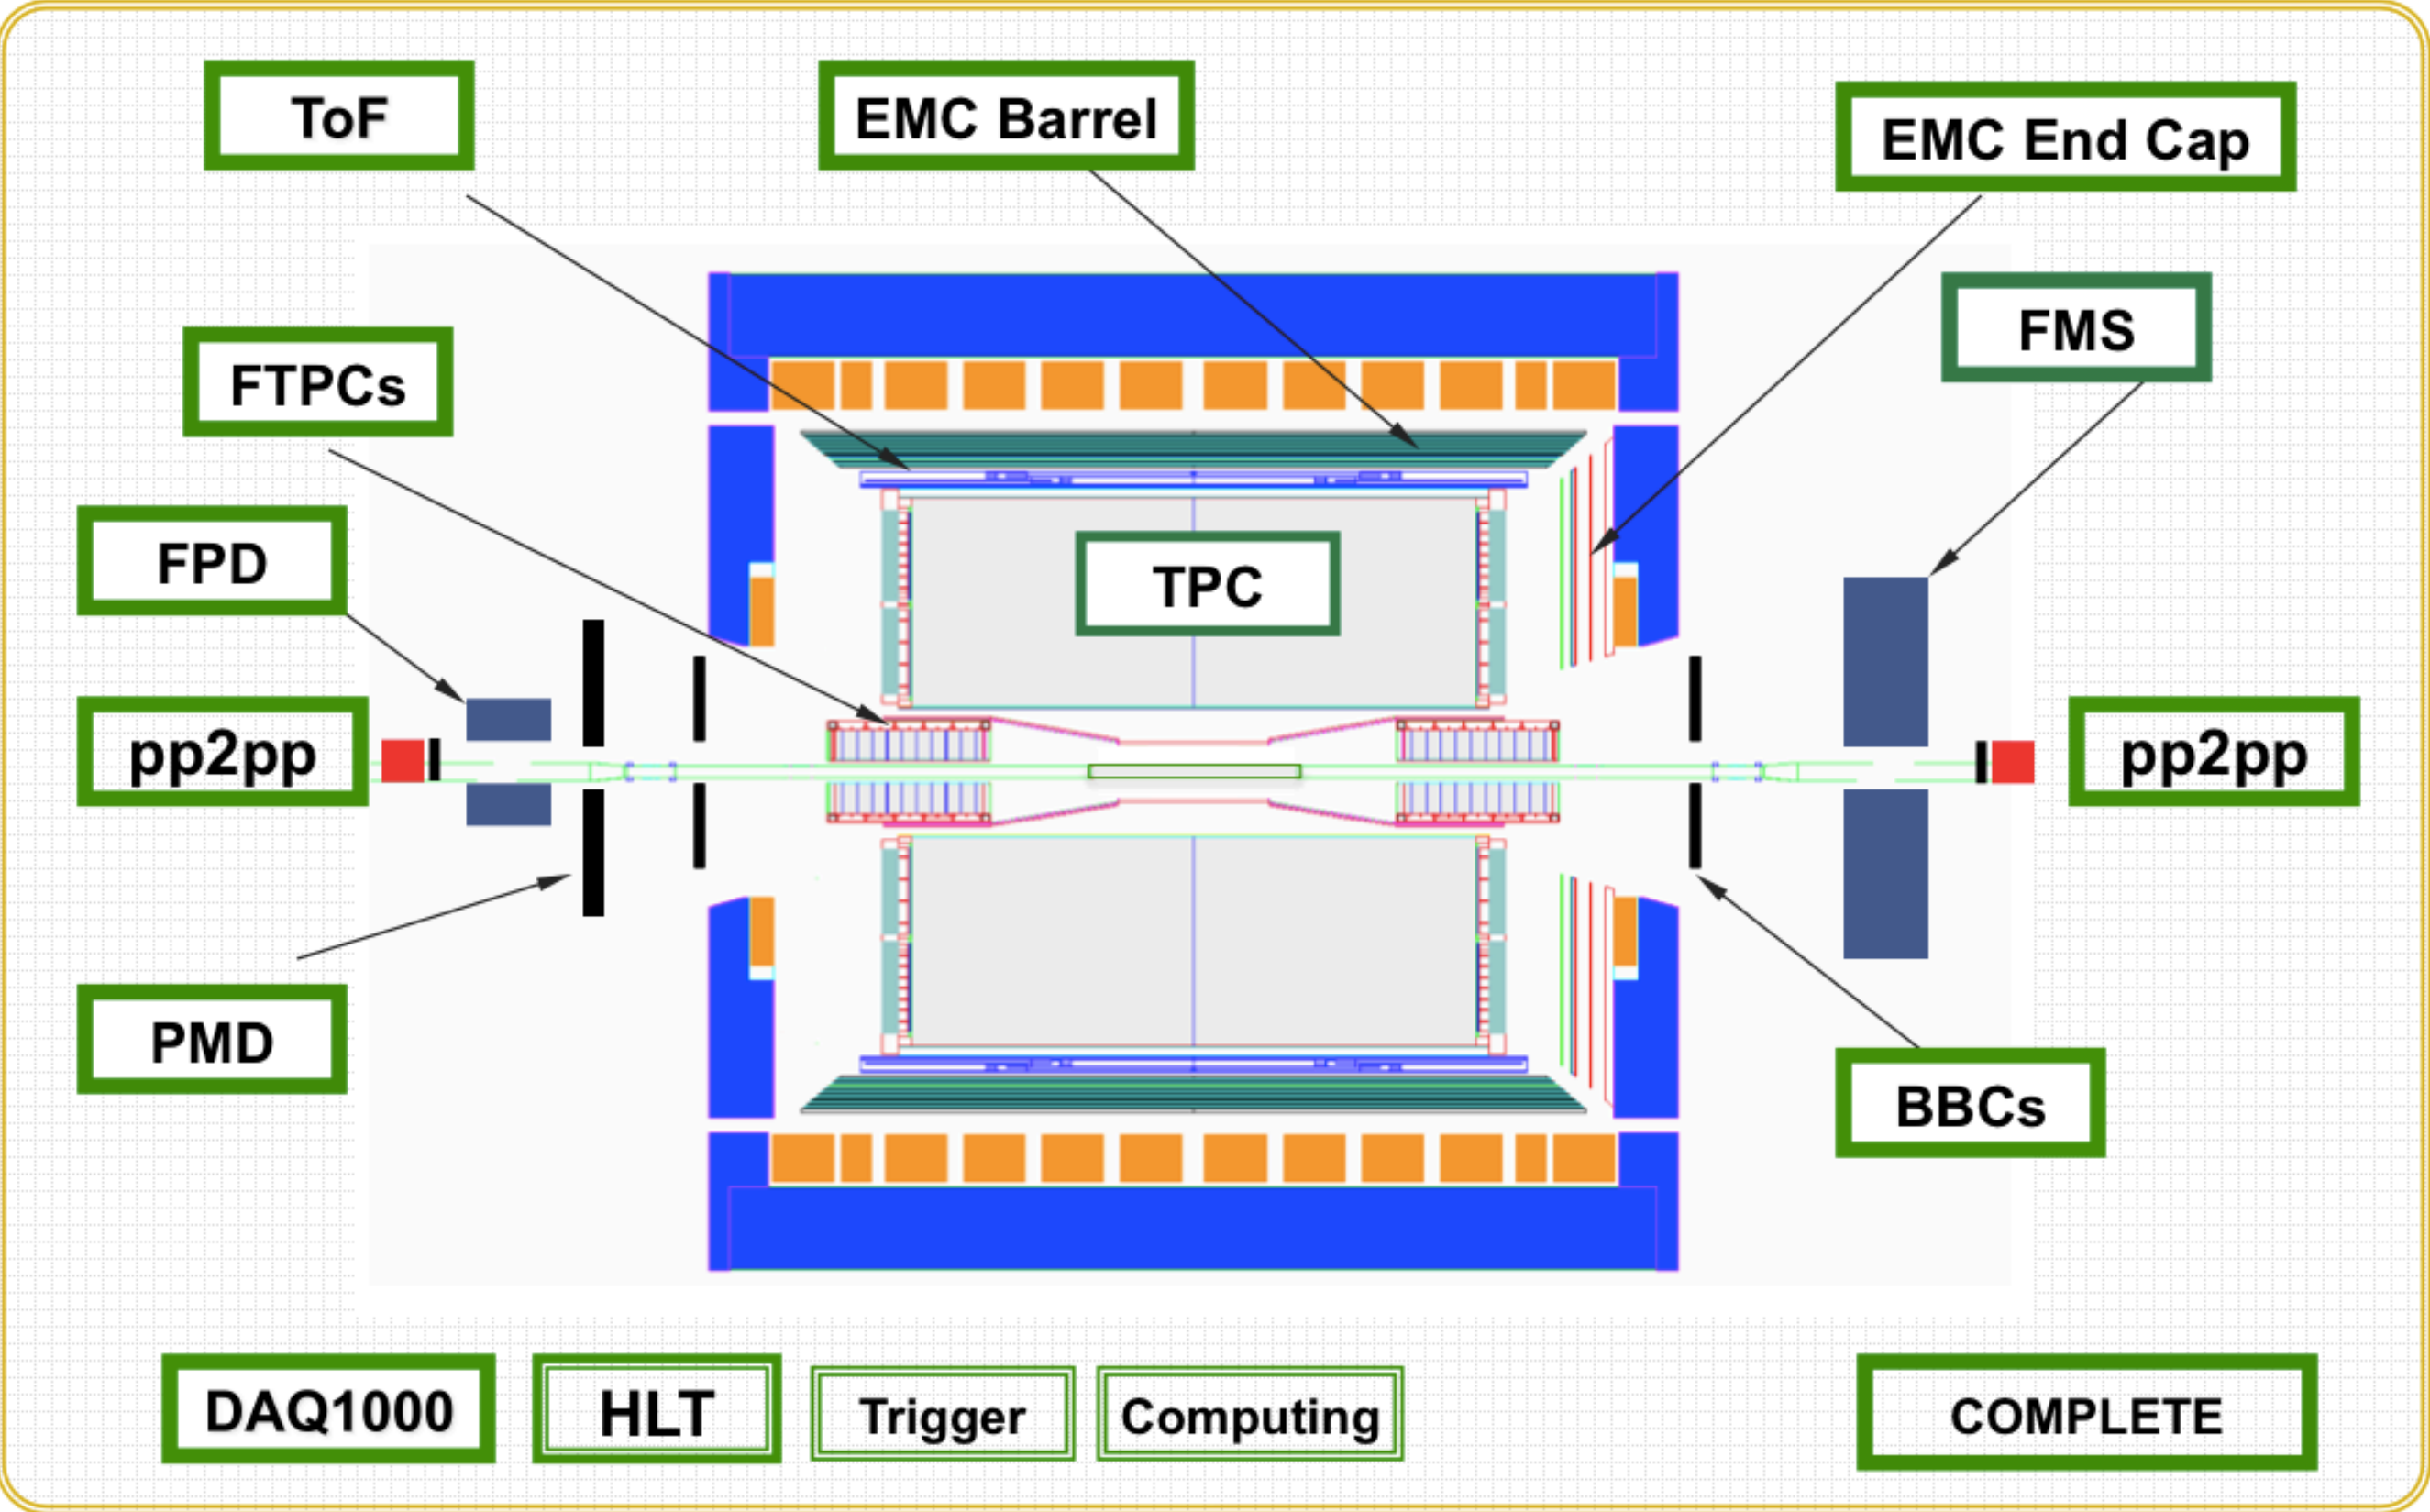 ToF
EMC Barrel
EMC End Cap
FTPCs
FMS
FPD
TPC
pp2pp
pp2pp
PMD
BBCs
DAQ1000
HLT
Trigger
Computing
COMPLETE